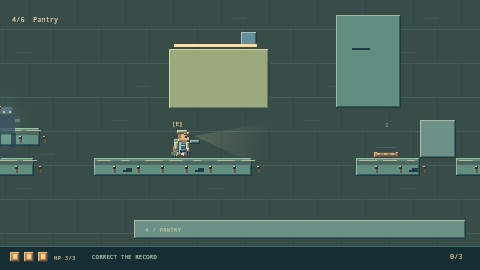 4/6 Pantry
[E]
z
4 / PANTRY
HP 3/3
CORRECT THE RECORD
0/3